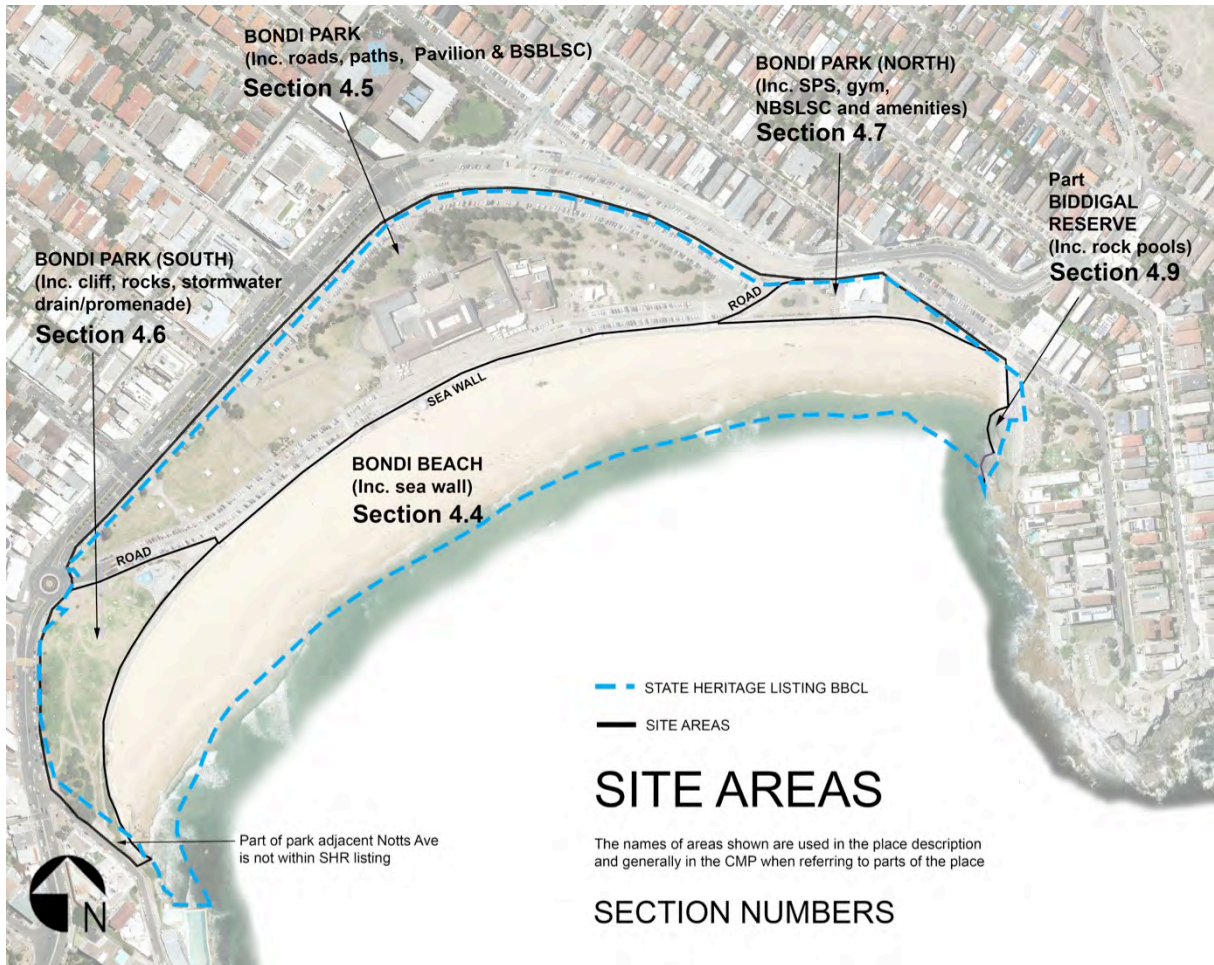 BONDI PARK
(Inc. roads, paths, Pavilion & BSBLSC)
Section 4.5
BONDI PARK (NORTH)
(Inc. SPS, gym,
NBSLSC and amenities)
Section 4.7
Part
BIDDIGAL
RESERVE
(Inc. rock pools)
Section 4.9
BONDI PARK (SOUTH)
(Inc. cliff, rocks, stormwater
drain/promenade)
Section 4.6
ROAD
SEA WALL
BONDI BEACH
(Inc. sea wall)
Section 4.4
ROAD
STATE HERITAGE LISTING BBCL
SITE AREAS
SITE AREAS
The names of areas shown are used in the place description
and generally in the CMP when referring to parts of the place
SECTION NUMBERS
Part of park adjacent Notts Ave
is not within SHR listing
N